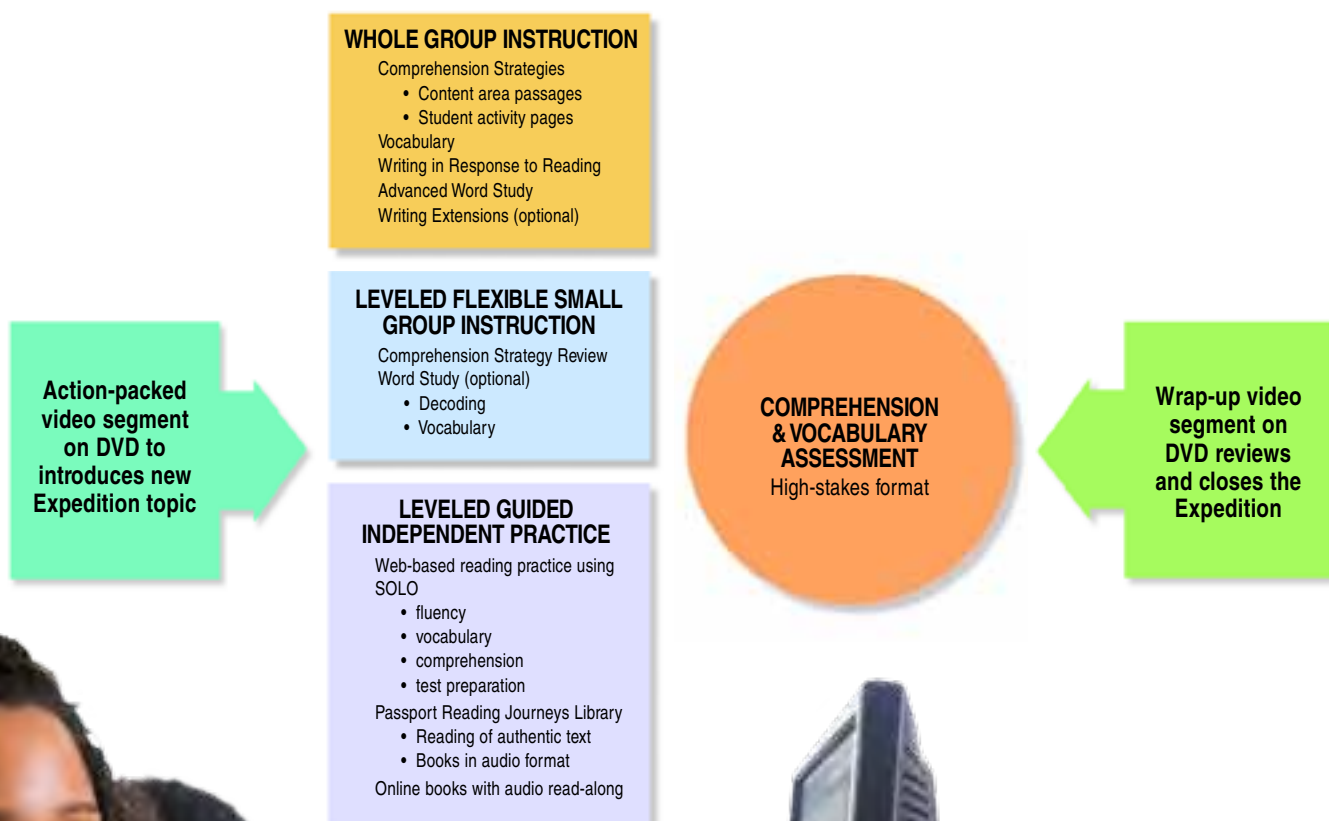 Action-packed
video segment
on DVD to
introduces new
Expedition topic
WHOLE GROUP INSTRUCTION
Comprehension Strategies
• Content area passages
• Student activity pages
Vocabulary
Writing in Response to Reading
Advanced Word Study
Writing Extensions (optional)
LEVELED FLEXIBLE SMALL
GROUP INSTRUCTION
Comprehension Strategy Review
Word Study (optional)
• Decoding
• Vocabulary
LEVELED GUIDED
INDEPENDENT PRACTICE
Web-based reading practice using
SOLO
• fluency
• vocabulary
• comprehension
• test preparation
Passport Reading Journeys Library
• Reading of authentic text
• Books in audio format
Online books with audio read-along
COMPREHENSION
& VOCABULARY
ASSESSMENT
High-stakes format
Wrap-up video
segment on
DVD reviews
and closes the
Expedition